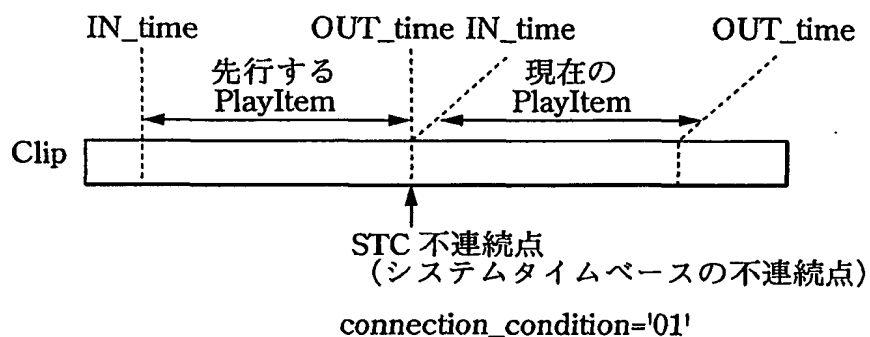 IN_time OUT_time IN_time OUT_time
先行する
PlayItem
現在の
PlayItem
Clip
STC 不連続点
（システムタイムベースの不連続点）
connection_condition='01'